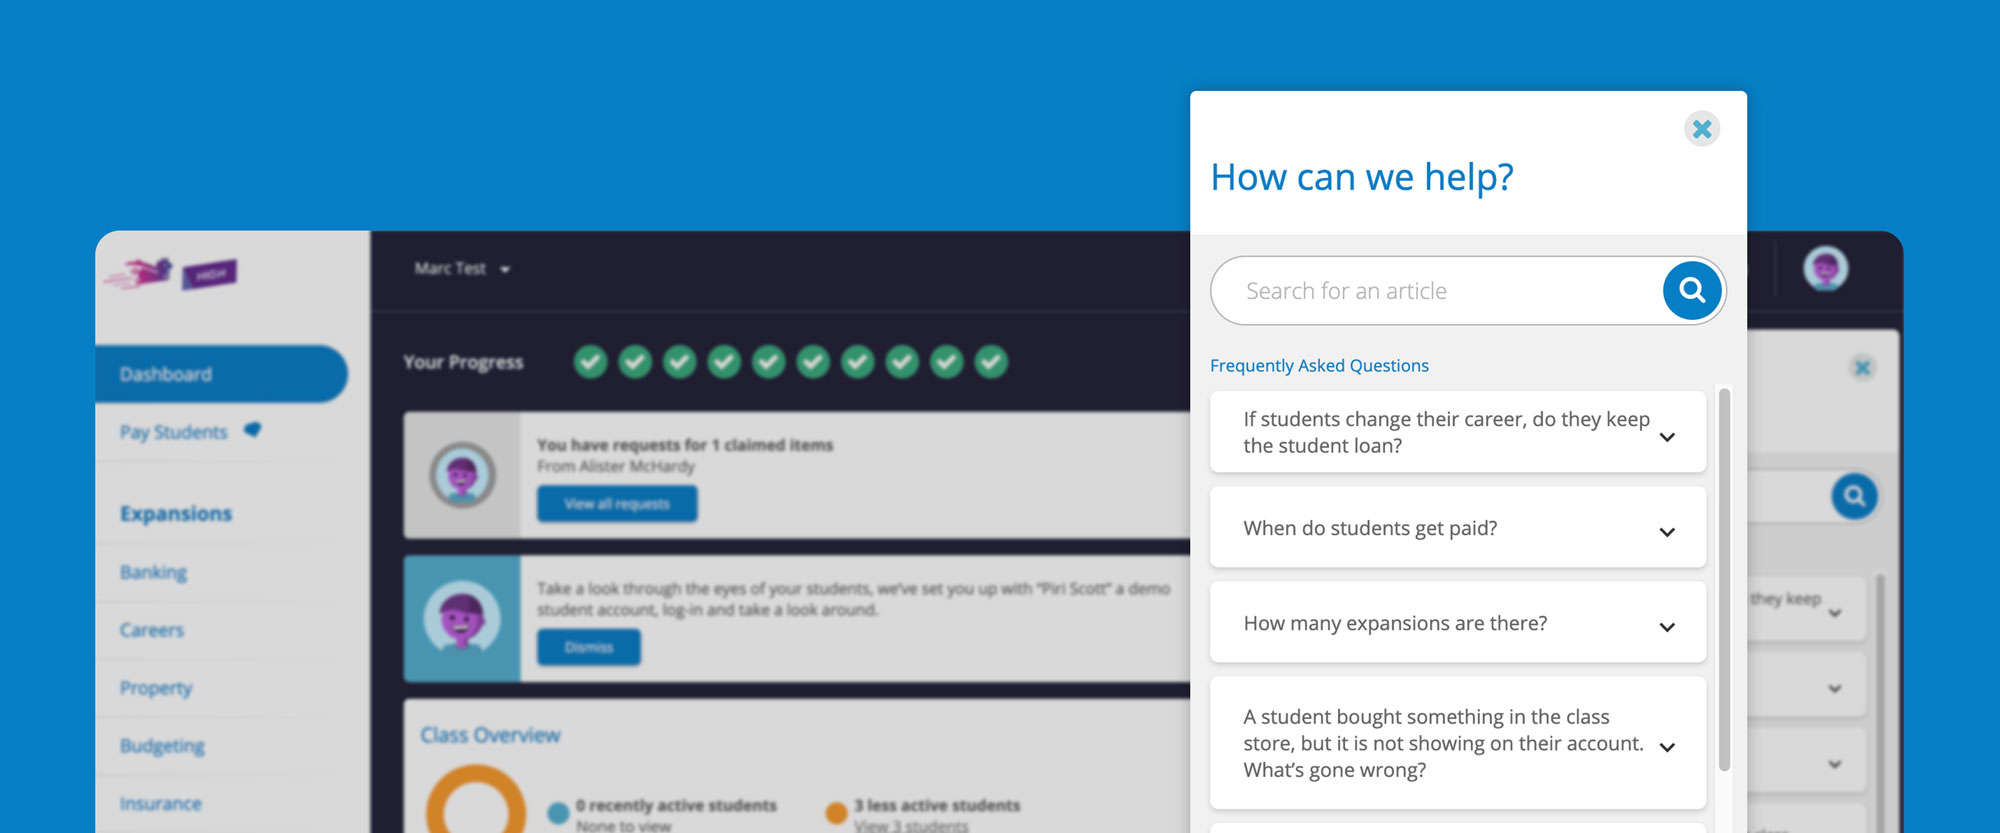 How can we help?
Search for an article
Frequently Asked Questions
If students change their career, do they keep
the student loan?
When do students get paid?
How many expansions are there?
A student bought something in the class
store, but it is not showing on their account.
What’s gone wrong?
HIGH
Marc Test
Dashboard
Pay Students
Expansions
Banking
Careers
Property
Budgeting
Insurance
Your Progress
You have requests for 1 claimed items
From Alister McHardy
View all requests
Take a look through the eyes of your students, we've set you up with "Piri Scott" a demo
student account, log-in and take a look around.
Dismiss
Class Overview
0 recently active students
None to view
3 less active students
View 3 students
they keep